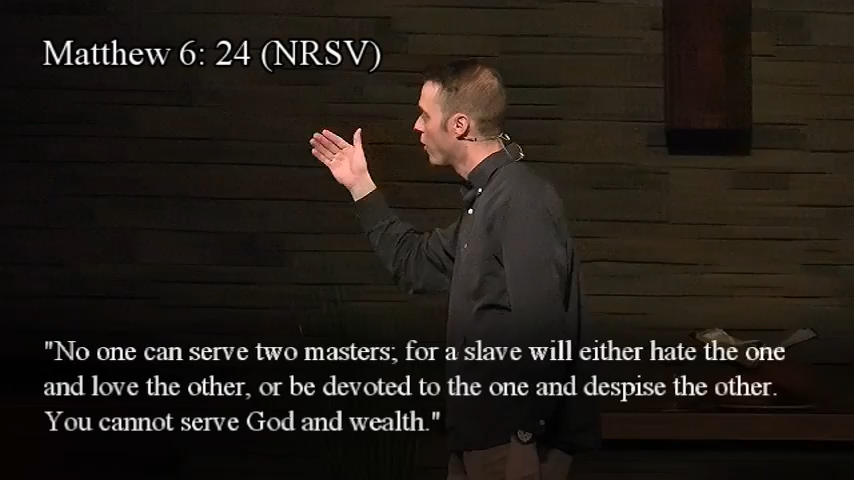 Matthew 6: 24 (NRSV)
"No one can serve two masters; for a slave will either hate the one
and love the other, or be devoted to the one and despise the other.
You cannot serve God and wealth."